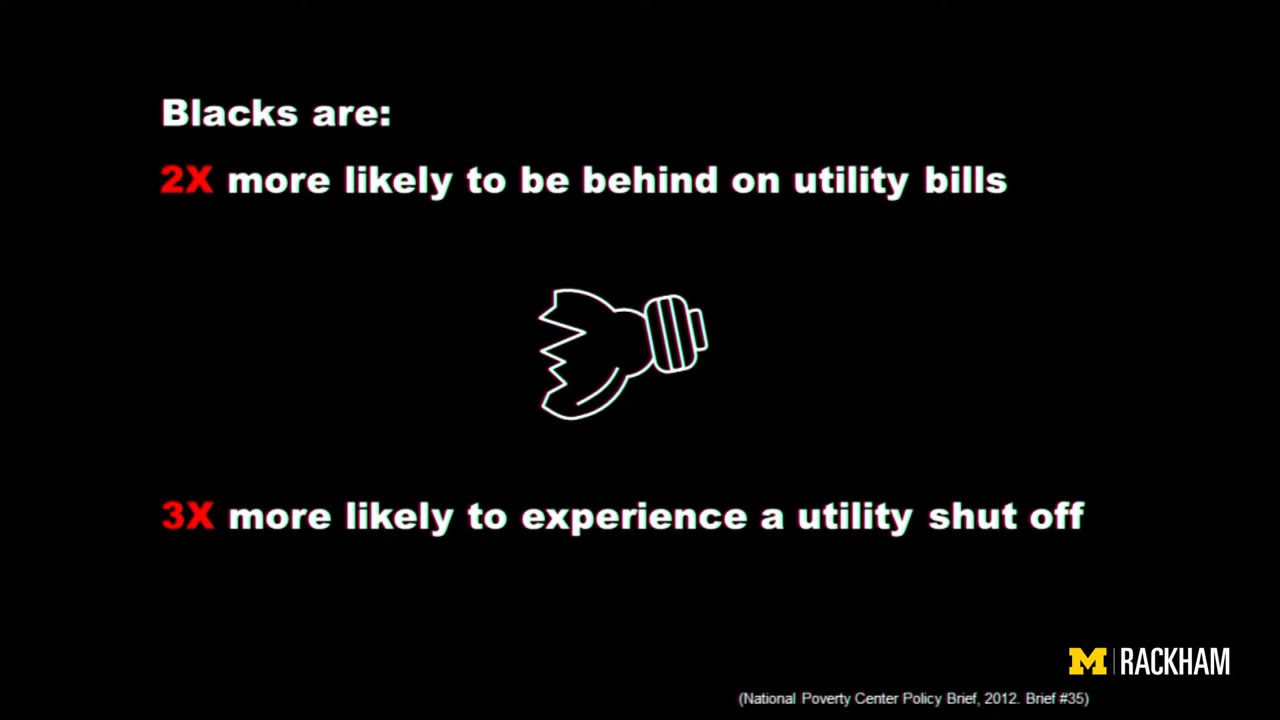 Blacks are:
2X more likely to be behind on utility bills
3X more likely to experience a utility shut off
M RACKHAM
(National Poverty Center Policy Brief, 2012. Brief #35)